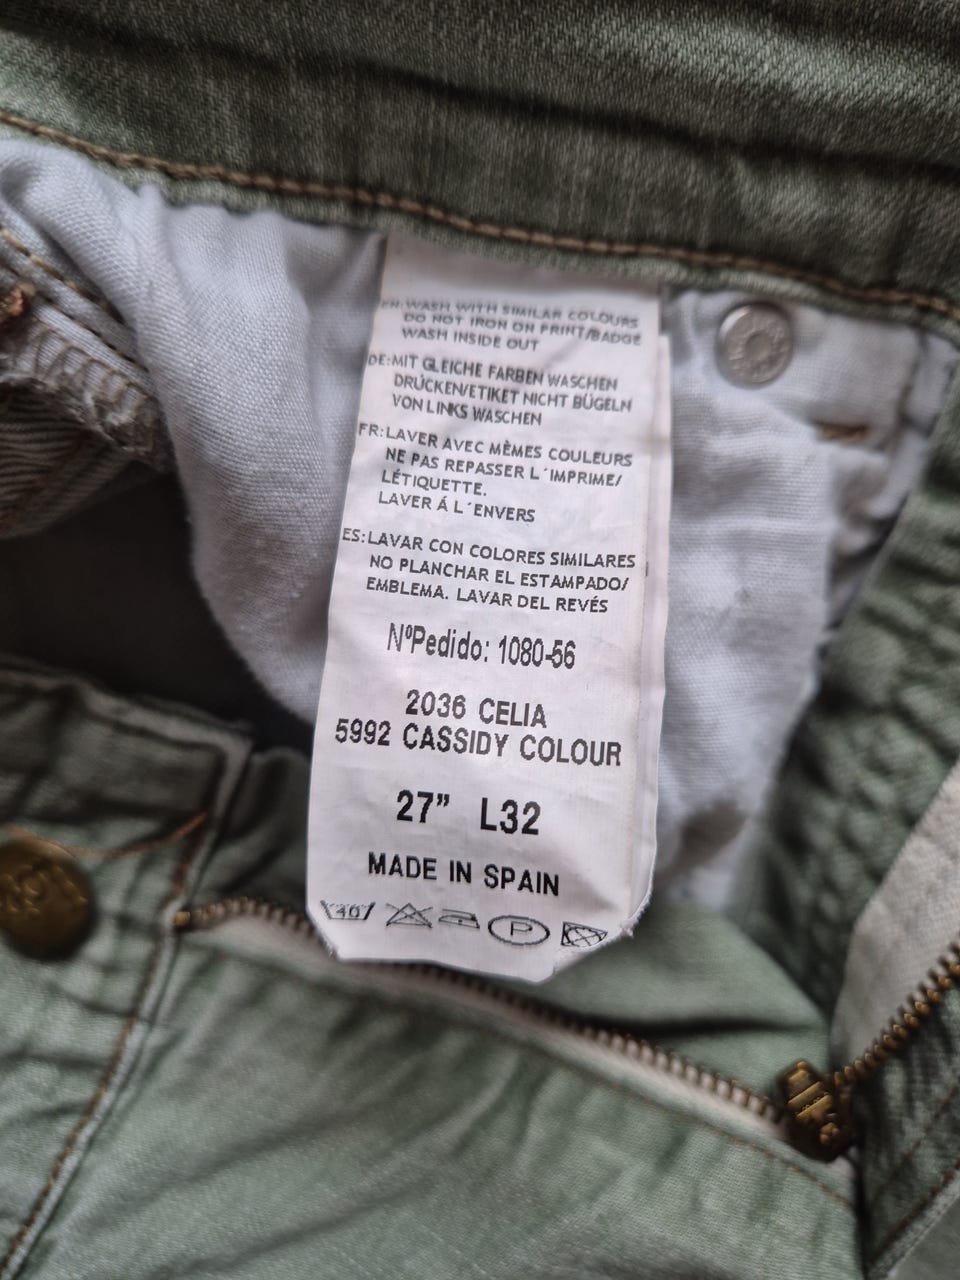 EN:WASH WITH SIMILAR COLOURS
DO NOT IRON ON PRINT/BADGE
WASH INSIDE OUT
DE:MIT GLEICHE FARBEN WASCHEN
DRÜCKEN/ETIKET NICHT BÜGELN
VON LINKS WASCHEN
FR:LAVER AVEC MÈMES COULEURS
NE PAS REPASSER L´IMPRIME/
LÉTIQUETTE.
LAVER Á L´ENVERS
ES:LAVAR CON COLORES SIMILARES
NO PLANCHAR EL ESTAMPADO/
EMBLEMA. LAVAR DEL REVÉS
NºPedido: 1080-56
2036 CELIA
5992 CASSIDY COLOUR
27” L32
MADE IN SPAIN
40 P